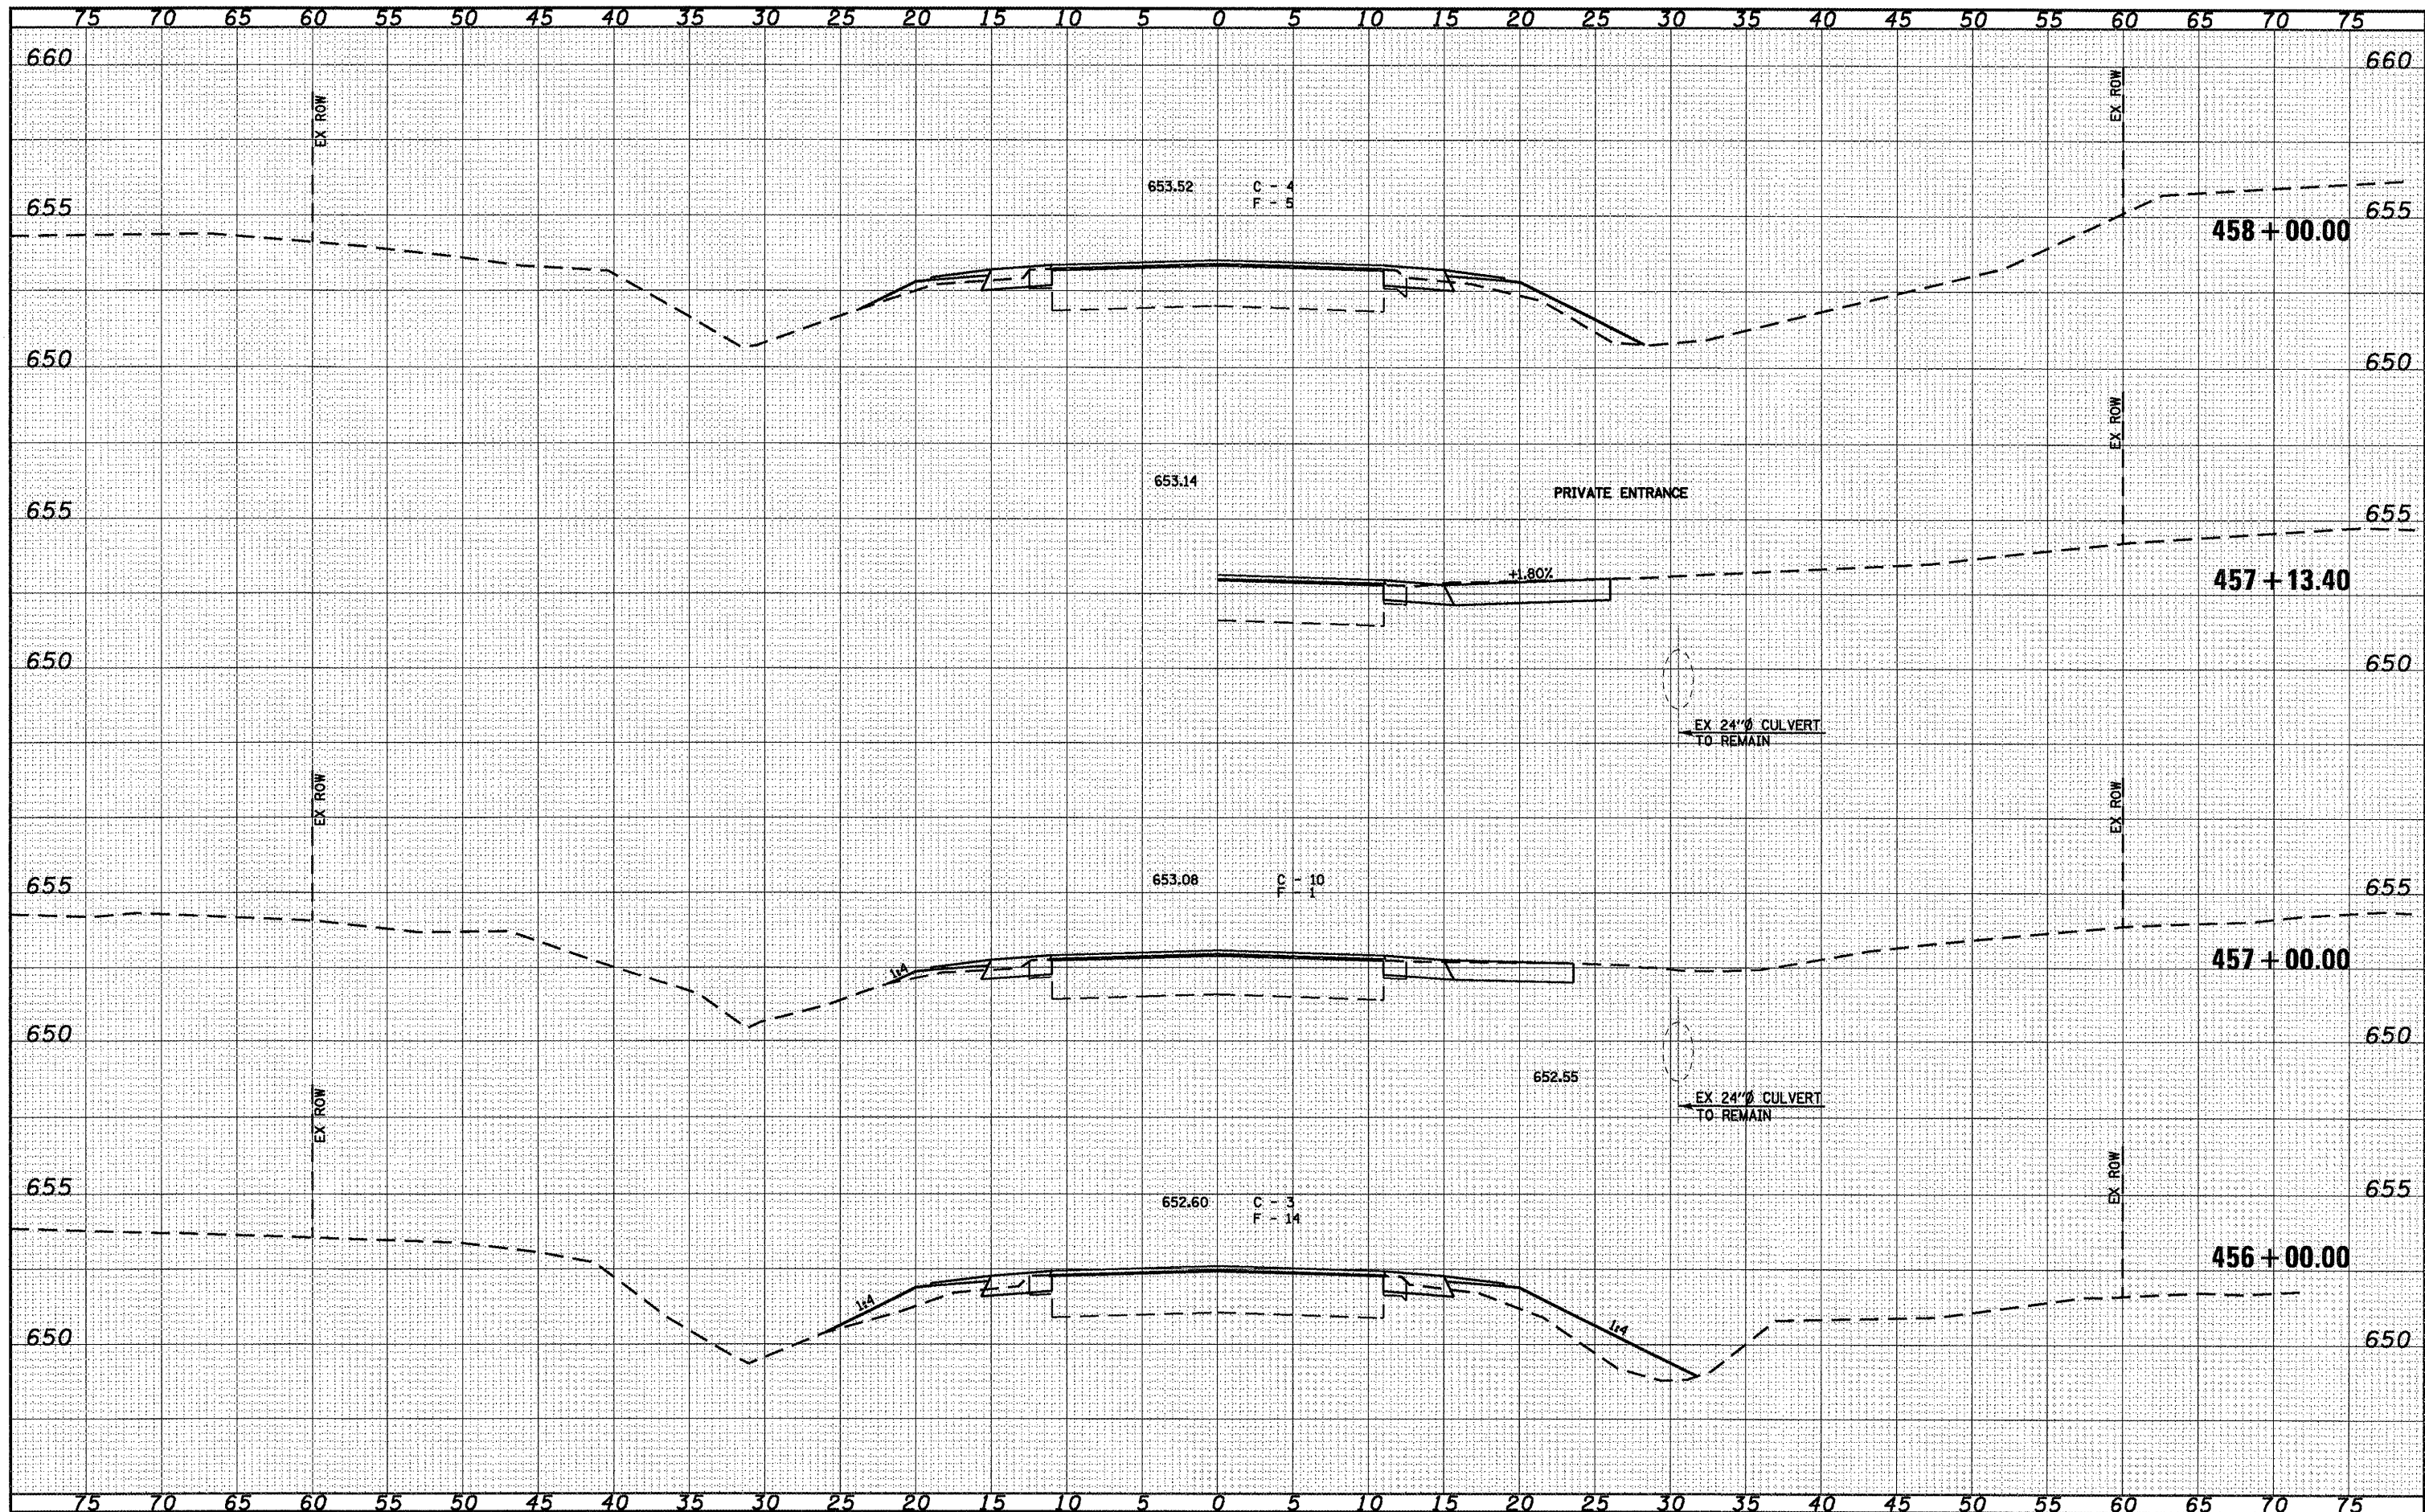 75 70 65 60 55 50 45 40 35 30 25 20 15 10 5 0 5 10 15 20 25 30 35 40 45 50 55 60 65 70 75
660 660
EX ROW
EX ROW
653.52 C - 4
F - 5
655 655
458 + 00.00
650 650
EX ROW
653.14
PRIVATE ENTRANCE
655 655
+1.80%
457 + 13.40
650 650
EX 24"Ø CULVERT
TO REMAIN
EX ROW
EX ROW
653.08 C - 10
F - 1
655 655
457 + 00.00
1:4
650 650
652.55
EX 24"Ø CULVERT
TO REMAIN
EX ROW
EX ROW
655 655
652.60 C - 3
F - 14
456 + 00.00
1:4
1:4
650 650
75 70 65 60 55 50 45 40 35 30 25 20 15 10 5 0 5 10 15 20 25 30 35 40 45 50 55 60 65 70 75